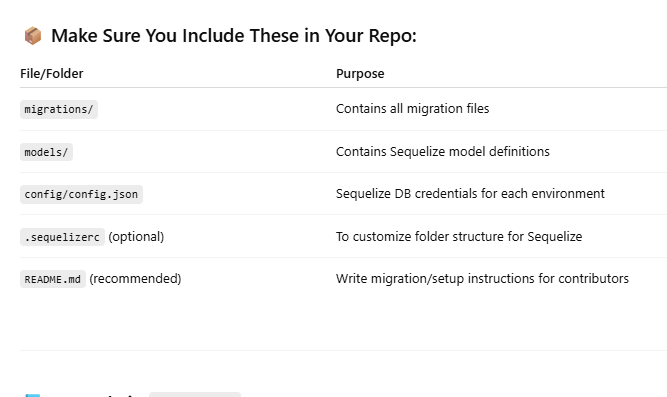 📦 Make Sure You Include These in Your Repo:
File/Folder Purpose
migrations/ Contains all migration files
models/ Contains Sequelize model definitions
config/config.json Sequelize DB credentials for each environment
.sequelizerc (optional) To customize folder structure for Sequelize
README.md (recommended) Write migration/setup instructions for contributors